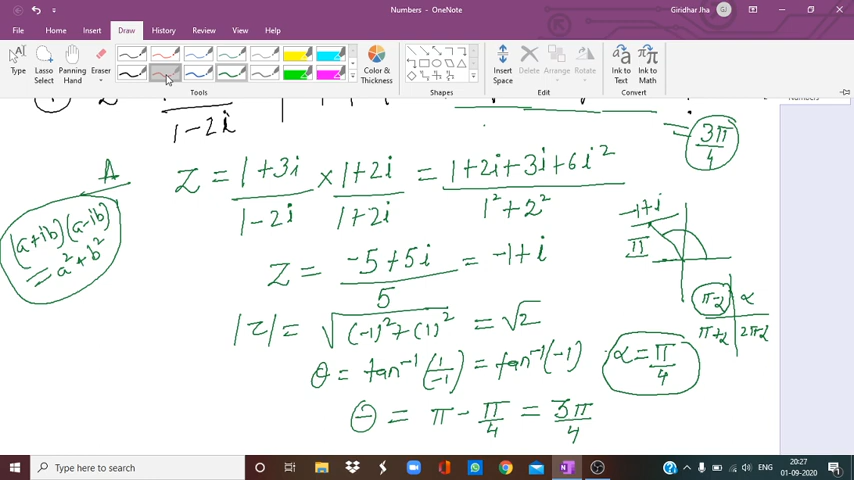 Numbers - OneNote
Giridhar Jha
GJ
File Home Insert Draw History Review View Help
Type
Lasso Select
Panning Hand
Eraser
Color & Thickness
Insert Space
Delete
Arrange
Rotate
Ink to Text
Ink to Math
Tools
Shapes
Edit
Convert
Numbers
1-2i
3π/4
A
Z = (1+3i)/(1-2i) × (1+2i)/(1+2i) = (1+2i+3i+6i²)/(1²+2²)
(a+ib)(a-ib)
= a²+b²
-1+i
II
Z = (-5+5i)/5 = -1+i
π-α α
π+α 2π-α
|Z| = √((-1)²+(1)²) = √2
θ = tan⁻¹(1/-1) = tan⁻¹(-1)
α = π/4
θ = π - π/4 = 3π/4
Type here to search
ENG
20:27
01-09-2020